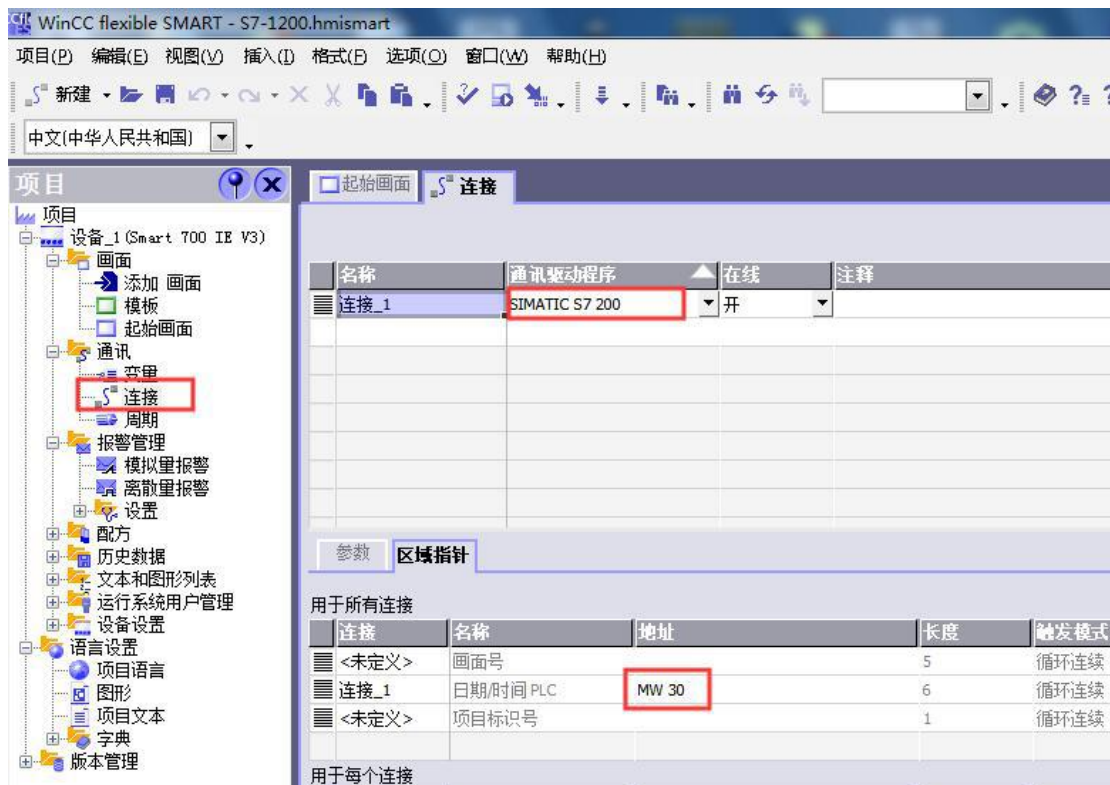 WinCC flexible SMART - S7-1200.hmismart
项目(P) 编辑(E) 视图(V) 插入(I) 格式(F) 选项(O) 窗口(W) 帮助(H)
新建
中文(中华人民共和国)
项目
起始画面 连接
项目
设备_1(Smart 700 IE V3)
画面
添加 画面
模板
起始画面
通讯
变量
连接
周期
报警管理
模拟量报警
离散量报警
设置
配方
历史数据
文本和图形列表
运行系统用户管理
设备设置
语言设置
项目语言
图形
项目文本
字典
版本管理
名称 通讯驱动程序 在线 注释
连接_1 SIMATIC S7 200 开
参数 区域指针
用于所有连接
连接 名称 地址 长度 触发模式
<未定义> 画面号 5 循环连续
连接_1 日期/时间 PLC MW 30 6 循环连续
<未定义> 项目标识号 1 循环连续
用于每个连接